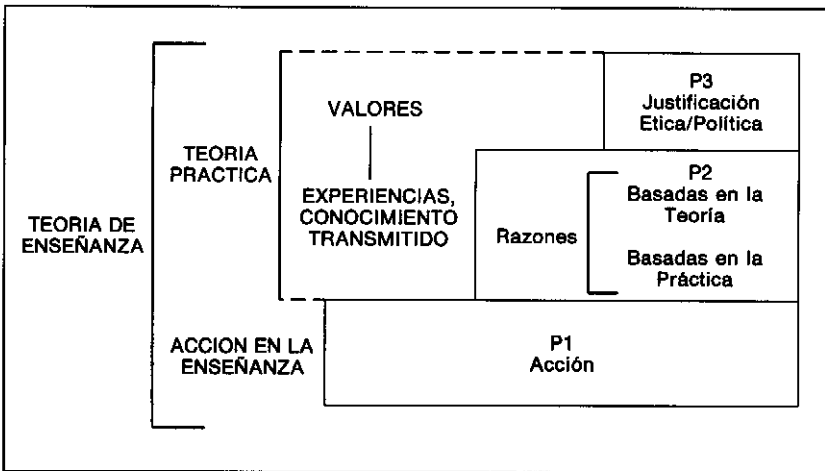 P3
Justificación
Etica/Política
VALORES
TEORIA
PRACTICA
P2
Basadas en la
Teoría
EXPERIENCIAS,
CONOCIMIENTO
TRANSMITIDO
TEORIA DE
ENSEÑANZA
Razones
Basadas en la
Práctica
ACCION EN LA
ENSEÑANZA
P1
Acción